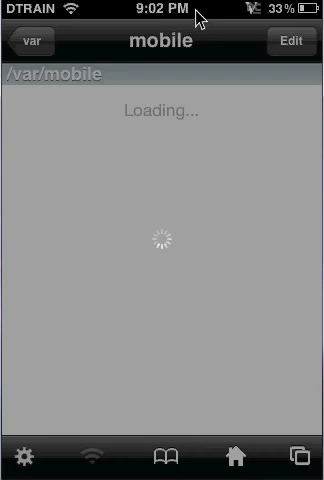 DTRAIN 9:02 PM 33%
var mobile Edit
/var/mobile
Loading...